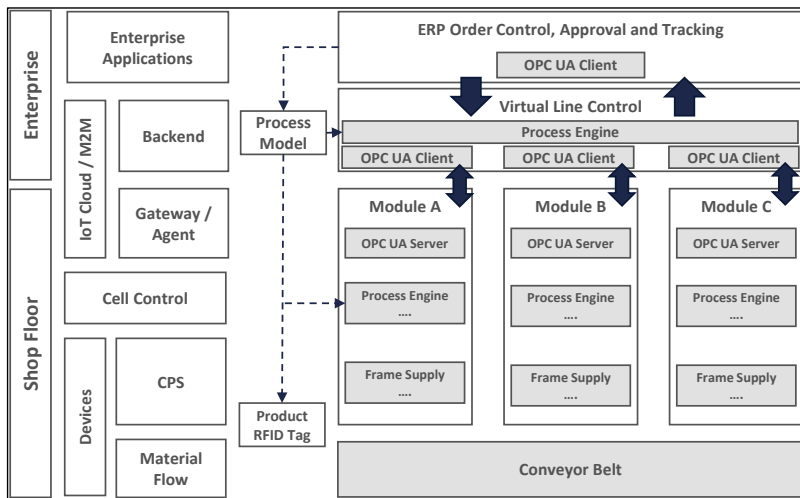 Enterprise
Shop Floor
Enterprise
Applications
IoT Cloud / M2M
Backend
Gateway /
Agent
Cell Control
Devices
CPS
Material
Flow
Process
Model
Product
RFID Tag
ERP Order Control, Approval and Tracking
OPC UA Client
Virtual Line Control
Process Engine
OPC UA Client
OPC UA Client
OPC UA Client
Module A
OPC UA Server
Process Engine
....
Frame Supply
....
Module B
OPC UA Server
Process Engine
....
Frame Supply
....
Module C
OPC UA Server
Process Engine
....
Frame Supply
....
Conveyor Belt